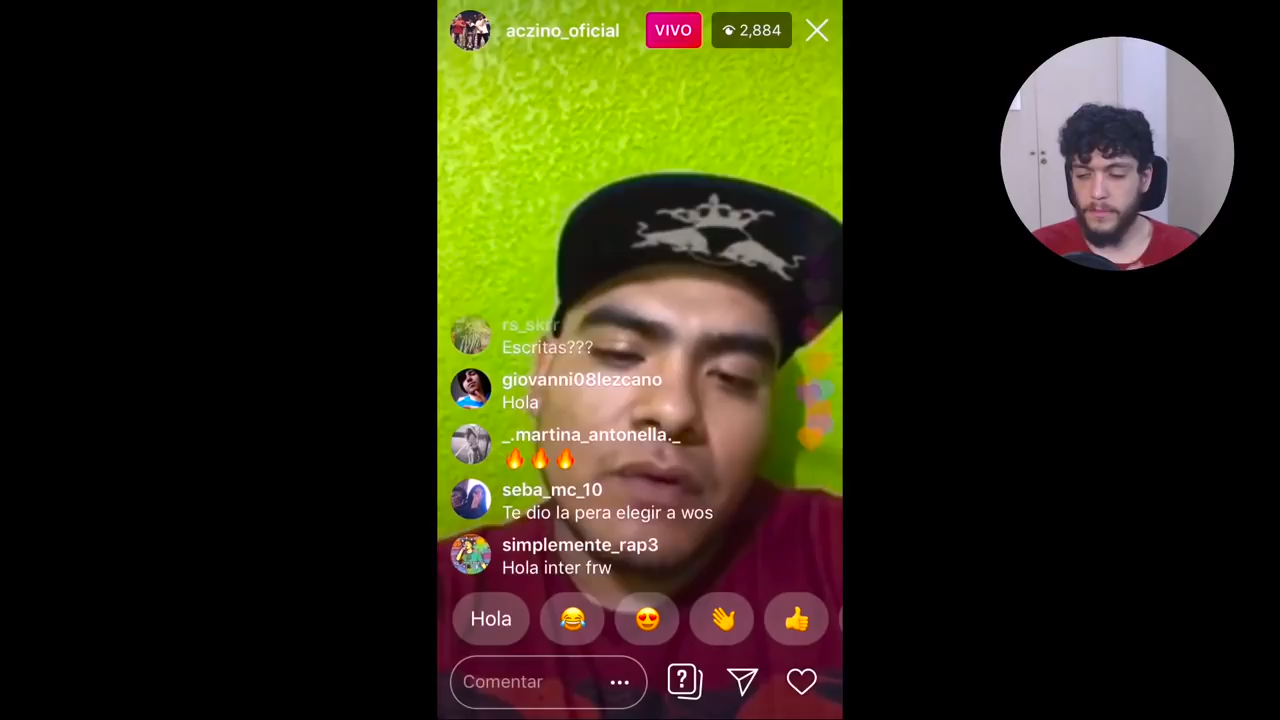 aczino_oficial VIVO 2,884
rs_skrr
Escritas???
giovanni08lezcano
Hola
_.martina_antonella._
🔥🔥🔥
seba_mc_10
Te dio la pera elegir a wos
simplemente_rap3
Hola inter frw
Hola 😂 😍 👋 👍
Comentar ...
?